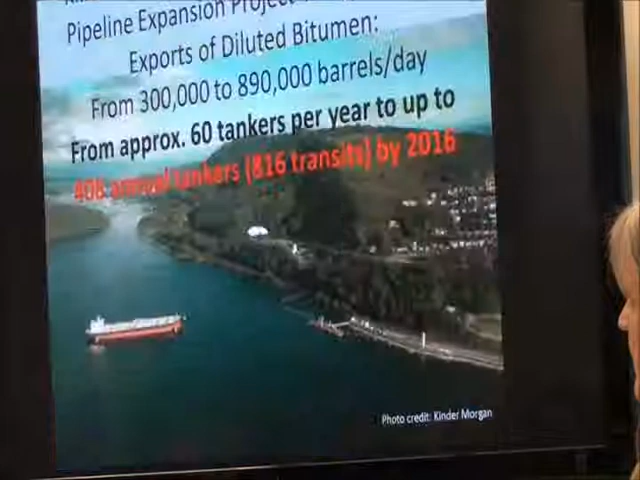 Pipeline Expansion Project
Exports of Diluted Bitumen:
From 300,000 to 890,000 barrels/day
From approx. 60 tankers per year to up to
408 annual tankers (816 transits) by 2016
Photo credit: Kinder Morgan